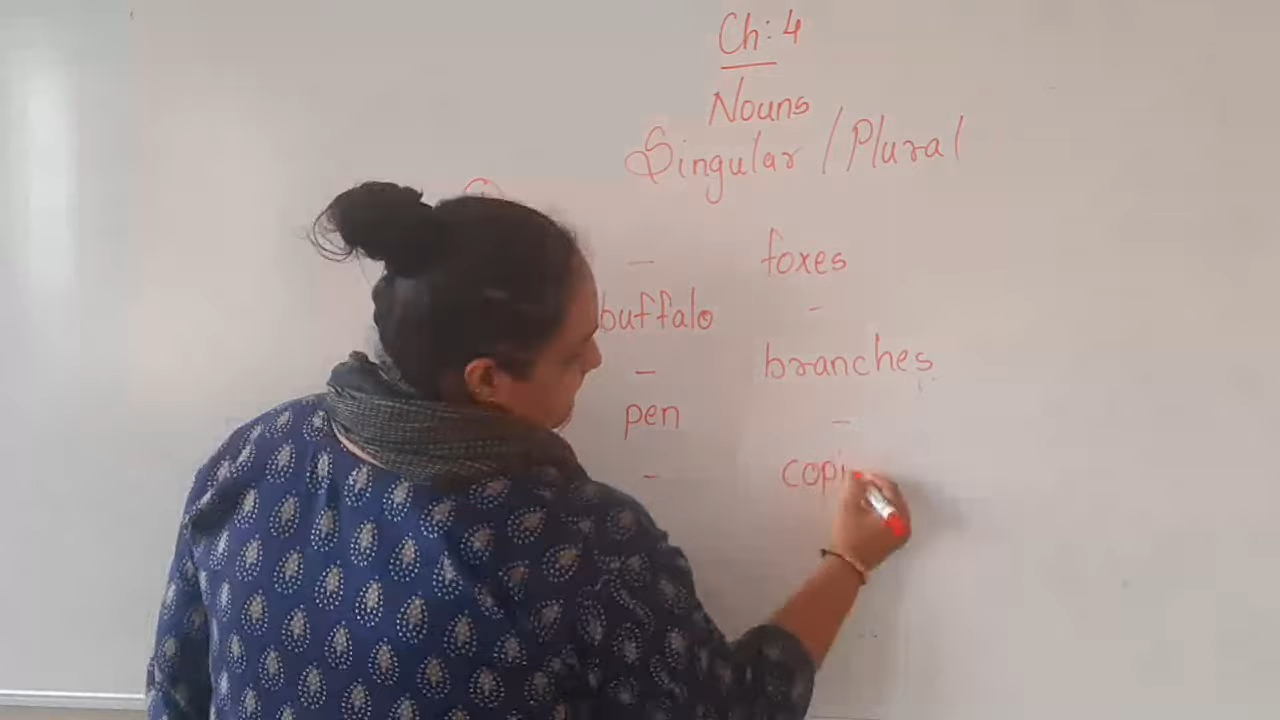 Ch: 4
Nouns
Singular / Plural
- foxes
buffalo -
- branches
pen -
- copi